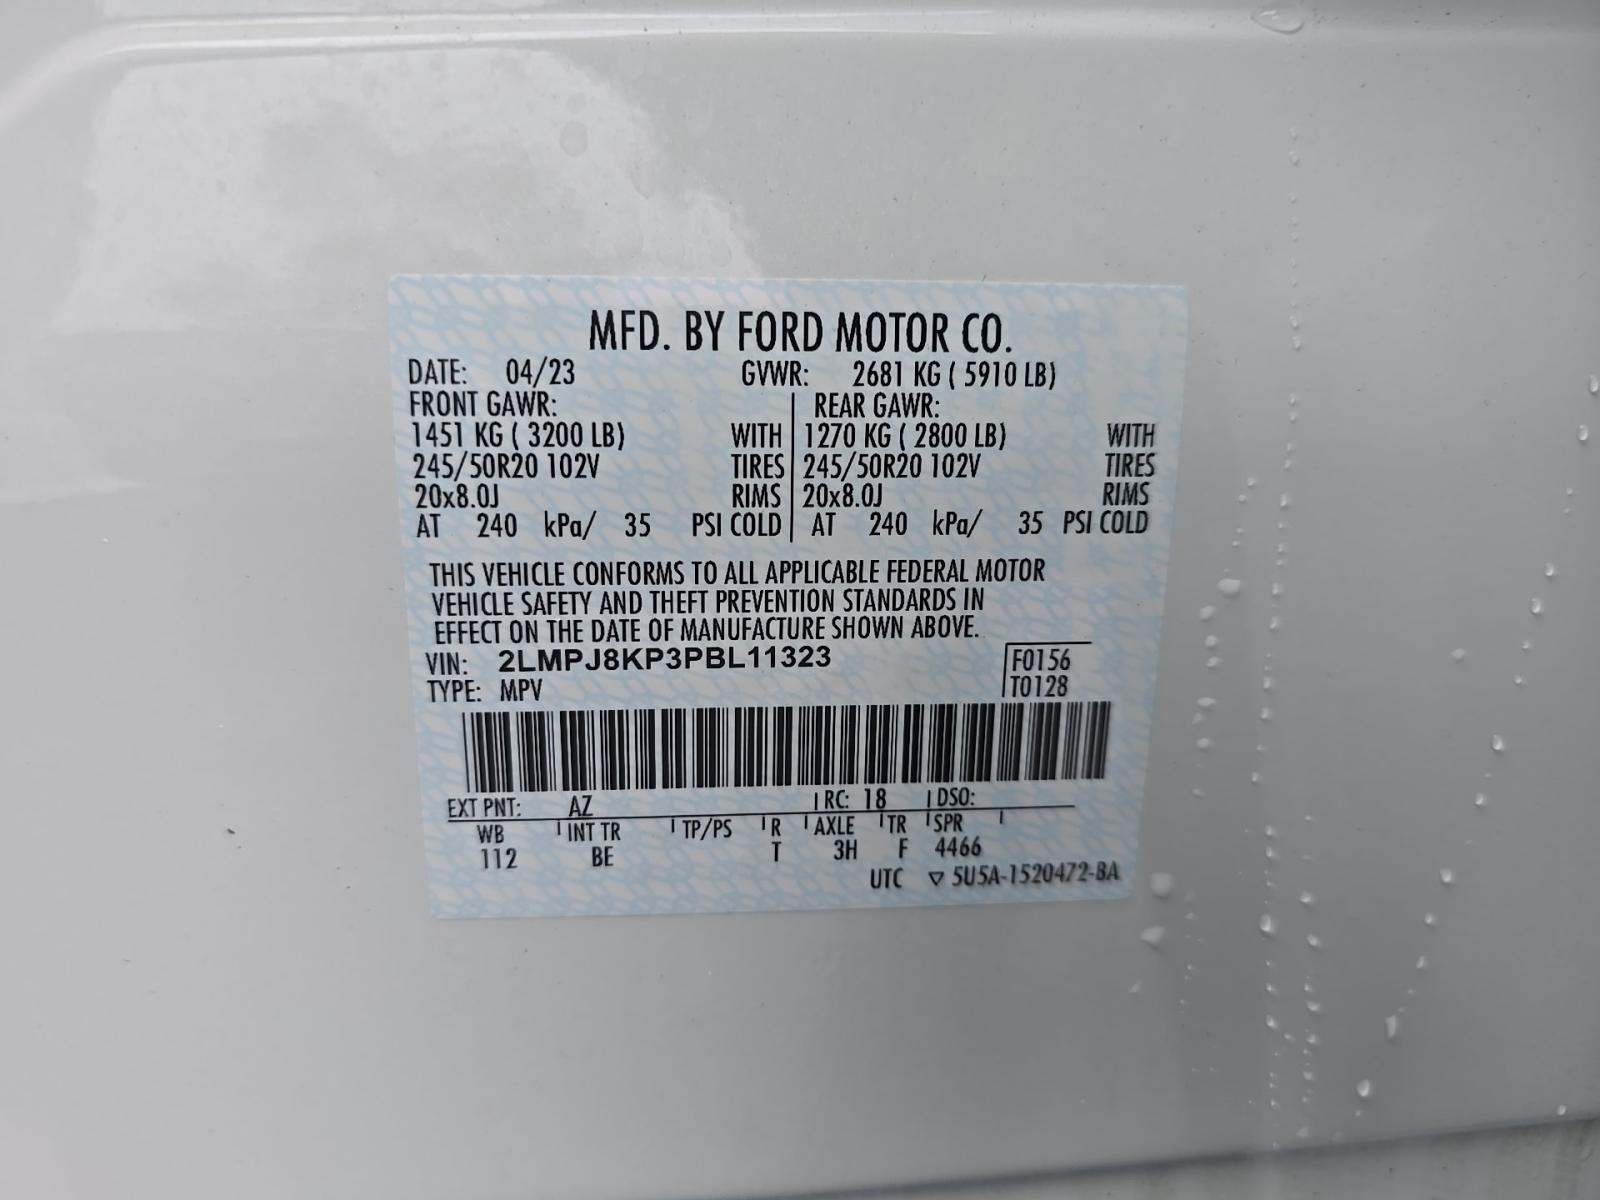 MFD. BY FORD MOTOR CO.
DATE: 04/23 GVWR: 2681 KG ( 5910 LB)
FRONT GAWR: REAR GAWR:
1451 KG ( 3200 LB) WITH 1270 KG ( 2800 LB) WITH
245/50R20 102V TIRES 245/50R20 102V TIRES
20x8.0J RIMS 20x8.0J RIMS
AT 240 kPa/ 35 PSI COLD AT 240 kPa/ 35 PSI COLD
THIS VEHICLE CONFORMS TO ALL APPLICABLE FEDERAL MOTOR
VEHICLE SAFETY AND THEFT PREVENTION STANDARDS IN
EFFECT ON THE DATE OF MANUFACTURE SHOWN ABOVE.
VIN: 2LMPJ8KP3PBL11323 F0156
TYPE: MPV T0128
EXT PNT: AZ RC: 18 DSO:
WB INT TR TP/PS R AXLE TR SPR
112 BE T 3H F 4466
UTC ▽ 5U5A-1520472-BA